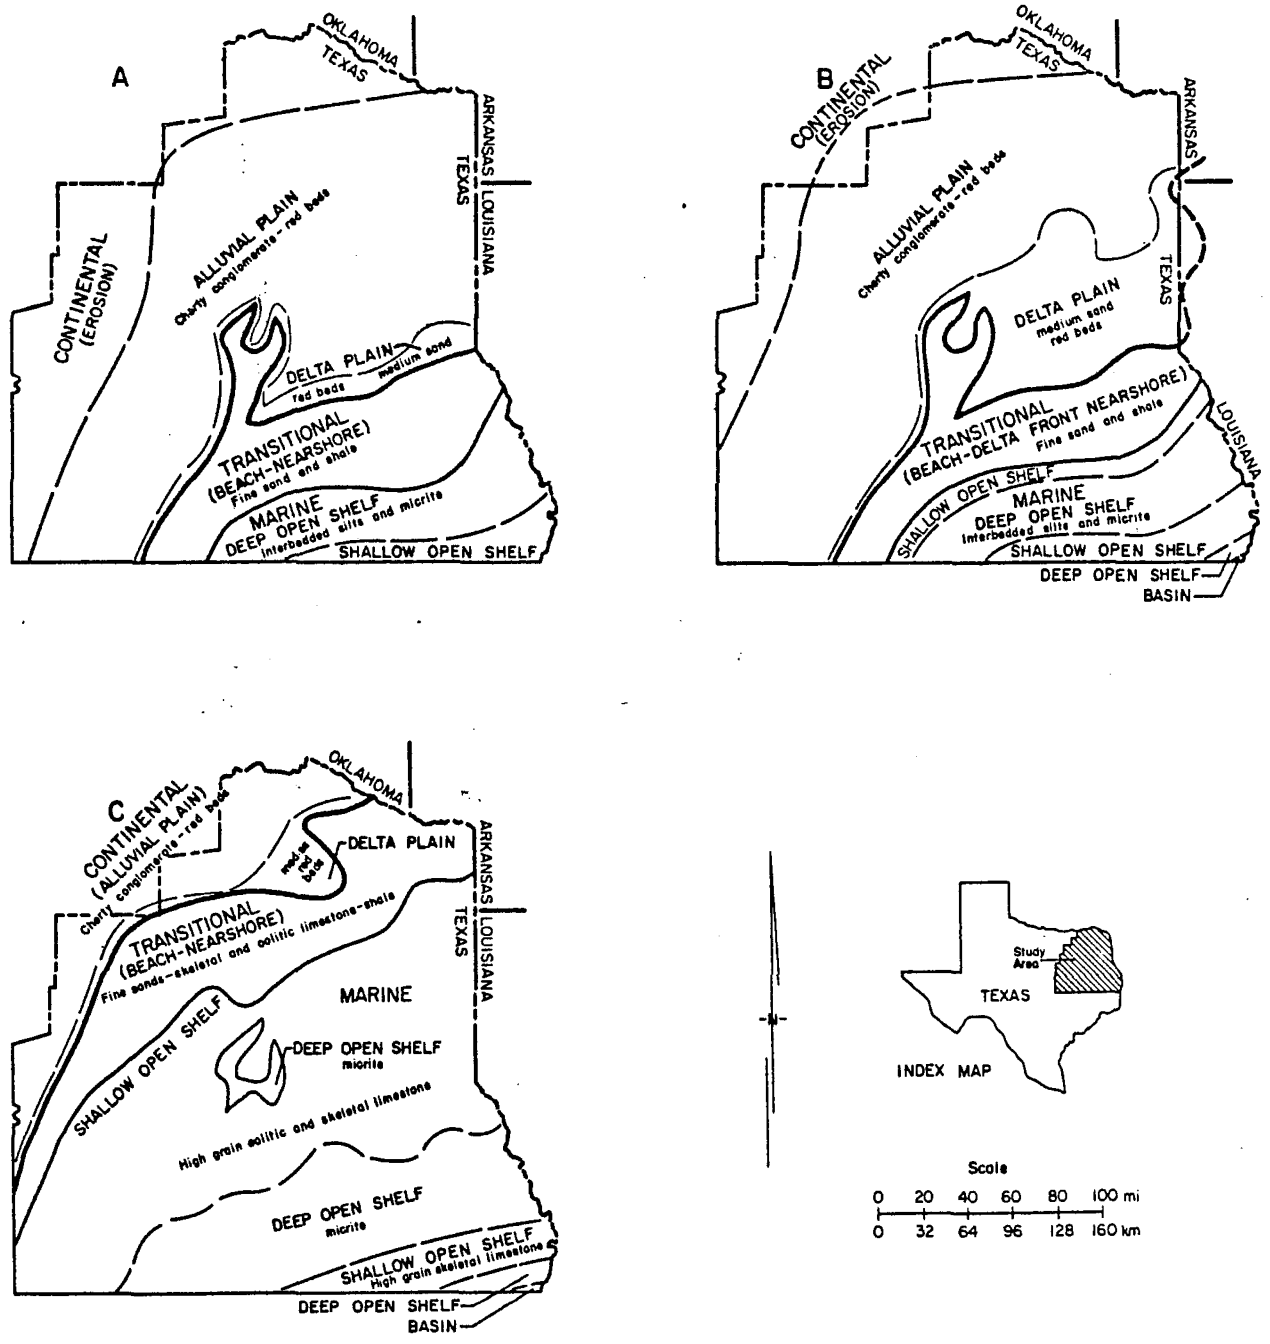 A
OKLAHOMA
TEXAS
ARKANSAS
LOUISIANA
TEXAS
CONTINENTAL
(EROSION)
ALLUVIAL PLAIN
Cherty conglomerate - red beds
DELTA PLAIN
red beds
medium sand
TRANSITIONAL
(BEACH-NEARSHORE)
Fine sand and shale
MARINE
DEEP OPEN SHELF
Interbedded silts and micrite
SHALLOW OPEN SHELF
B
OKLAHOMA
TEXAS
ARKANSAS
CONTINENTAL
(EROSION)
ALLUVIAL PLAIN
Cherty conglomerate - red beds
TEXAS
DELTA PLAIN
medium sand
red beds
TRANSITIONAL
(BEACH-DELTA FRONT NEARSHORE)
Fine sand and shale
LOUISIANA
SHALLOW OPEN SHELF
MARINE
DEEP OPEN SHELF
Interbedded silts and micrite
SHALLOW OPEN SHELF
DEEP OPEN SHELF
BASIN
C
OKLAHOMA
CONTINENTAL
(ALLUVIAL PLAIN)
Cherty conglomerate - red beds
DELTA PLAIN
red
beds
ARKANSAS
LOUISIANA
TEXAS
TRANSITIONAL
(BEACH-NEARSHORE)
Fine sands-skeletal and oolitic limestone-shale
MARINE
SHALLOW OPEN SHELF
DEEP OPEN SHELF
micrite
High grain oolitic and skeletal limestone
DEEP OPEN SHELF
micrite
SHALLOW OPEN SHELF
High grain skeletal limestone
DEEP OPEN SHELF
BASIN
N
Study
Area
TEXAS
INDEX MAP
Scale
0 20 40 60 80 100 mi
0 32 64 96 128 160 km